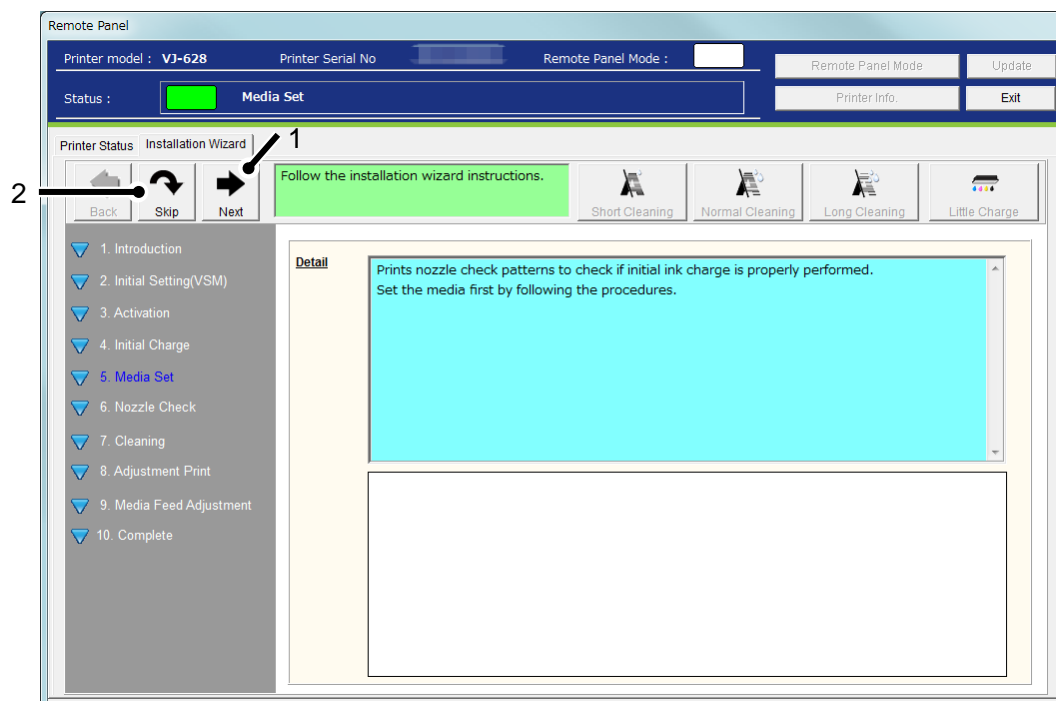 Remote Panel
Printer model : VJ-628 Printer Serial No Remote Panel Mode :
Remote Panel Mode Update
Status : Media Set
Printer Info. Exit
Printer Status Installation Wizard 1
2
Back Skip Next
Follow the installation wizard instructions.
Short Cleaning Normal Cleaning Long Cleaning Little Charge
1. Introduction
2. Initial Setting(VSM)
3. Activation
4. Initial Charge
5. Media Set
6. Nozzle Check
7. Cleaning
8. Adjustment Print
9. Media Feed Adjustment
10. Complete
Detail
Prints nozzle check patterns to check if initial ink charge is properly performed.
Set the media first by following the procedures.